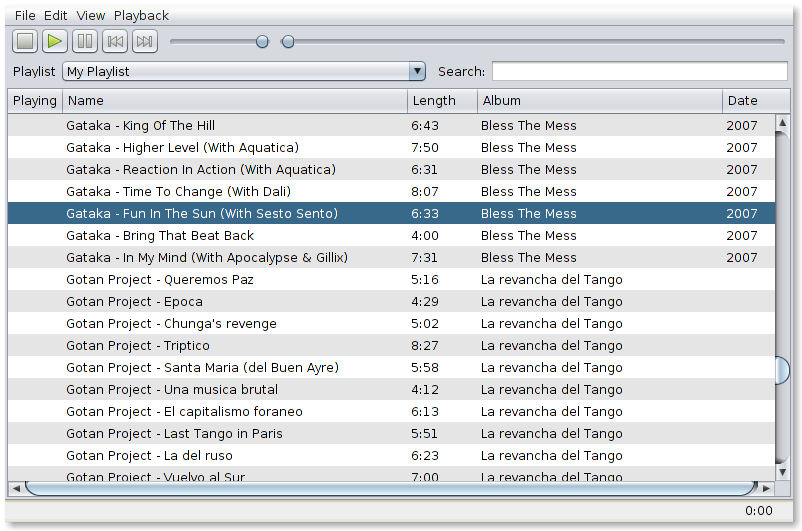 File Edit View Playback
Playlist My Playlist Search:
Playing Name Length Album Date
Gataka - King Of The Hill 6:43 Bless The Mess 2007
Gataka - Higher Level (With Aquatica) 7:50 Bless The Mess 2007
Gataka - Reaction In Action (With Aquatica) 6:31 Bless The Mess 2007
Gataka - Time To Change (With Dali) 8:07 Bless The Mess 2007
Gataka - Fun In The Sun (With Sesto Sento) 6:33 Bless The Mess 2007
Gataka - Bring That Beat Back 4:00 Bless The Mess 2007
Gataka - In My Mind (With Apocalypse & Gillix) 7:31 Bless The Mess 2007
Gotan Project - Queremos Paz 5:16 La revancha del Tango
Gotan Project - Epoca 4:29 La revancha del Tango
Gotan Project - Chunga's revenge 5:02 La revancha del Tango
Gotan Project - Triptico 8:27 La revancha del Tango
Gotan Project - Santa Maria (del Buen Ayre) 5:58 La revancha del Tango
Gotan Project - Una musica brutal 4:12 La revancha del Tango
Gotan Project - El capitalismo foraneo 6:13 La revancha del Tango
Gotan Project - Last Tango in Paris 5:51 La revancha del Tango
Gotan Project - La del ruso 6:23 La revancha del Tango
Gotan Project - Vuelvo al Sur 7:00 La revancha del Tango
0:00